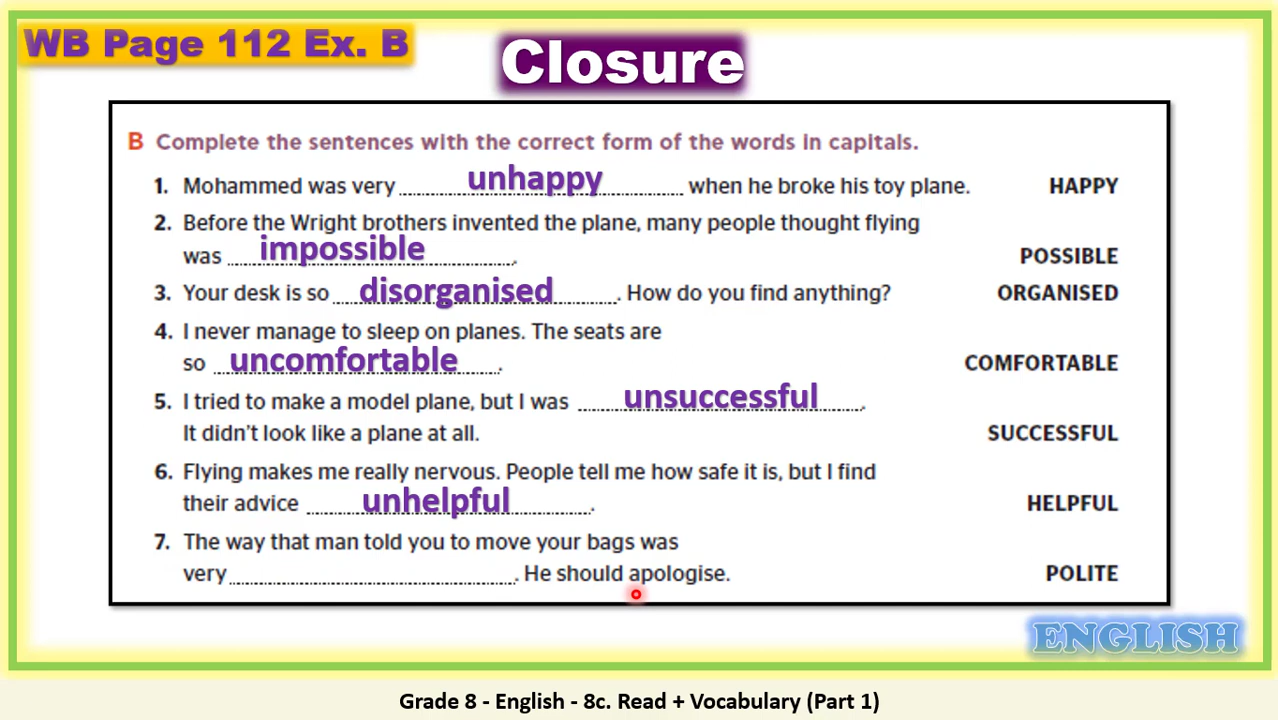 WB Page 112 Ex. B
Closure
B Complete the sentences with the correct form of the words in capitals.
1. Mohammed was very unhappy when he broke his toy plane. HAPPY
2. Before the Wright brothers invented the plane, many people thought flying
was impossible. POSSIBLE
3. Your desk is so disorganised. How do you find anything? ORGANISED
4. I never manage to sleep on planes. The seats are
so uncomfortable. COMFORTABLE
5. I tried to make a model plane, but I was unsuccessful.
It didn't look like a plane at all. SUCCESSFUL
6. Flying makes me really nervous. People tell me how safe it is, but I find
their advice unhelpful. HELPFUL
7. The way that man told you to move your bags was
very ............................ . He should apologise. POLITE
ENGLISH
Grade 8 - English - 8c. Read + Vocabulary (Part 1)